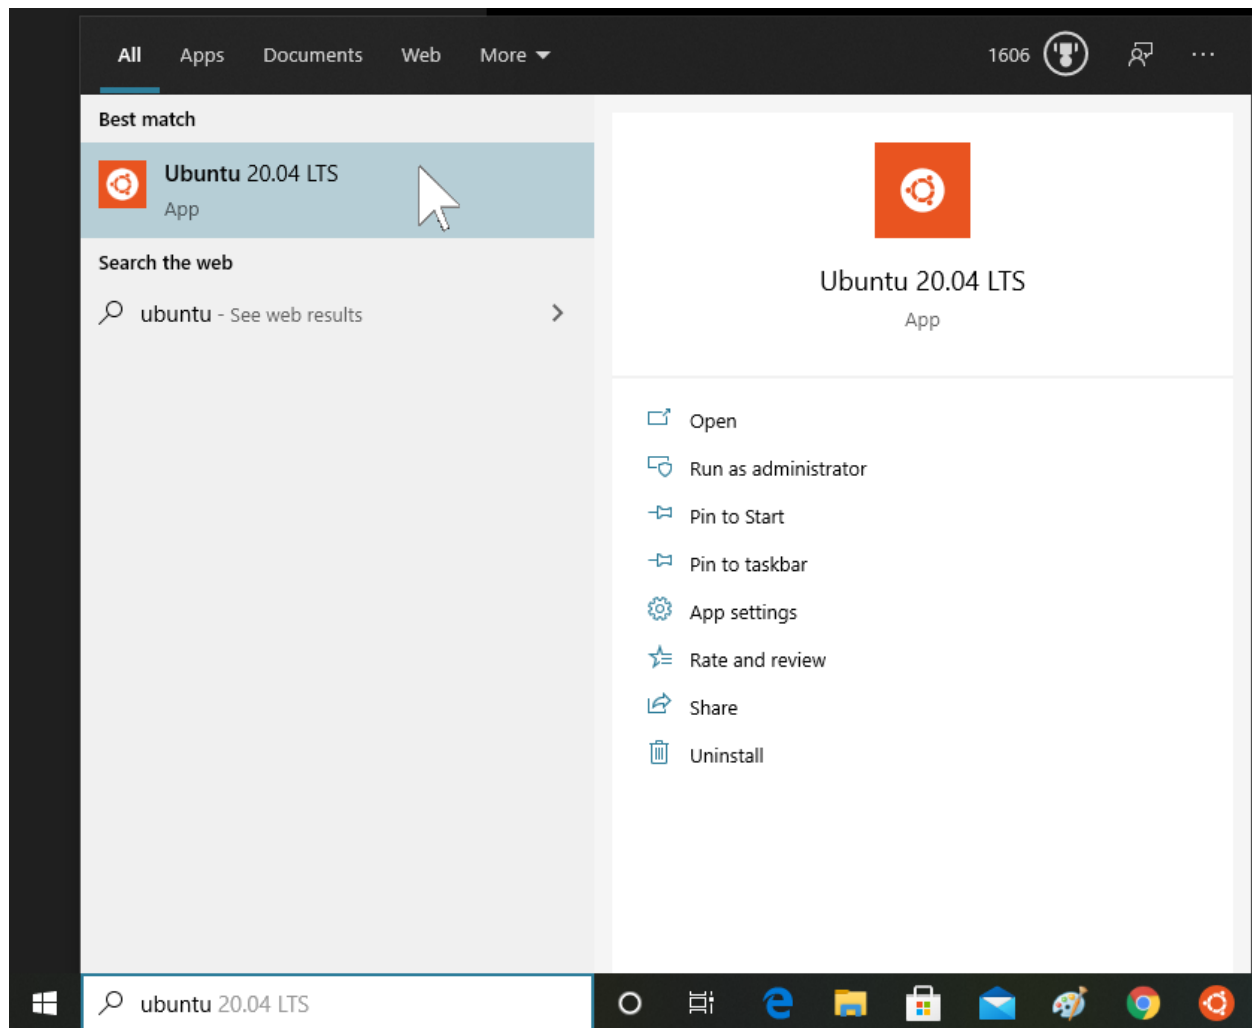 All Apps Documents Web More 1606 ···
Best match
Ubuntu 20.04 LTS
App
Search the web
ubuntu - See web results
Ubuntu 20.04 LTS
App
Open
Run as administrator
Pin to Start
Pin to taskbar
App settings
Rate and review
Share
Uninstall
ubuntu 20.04 LTS